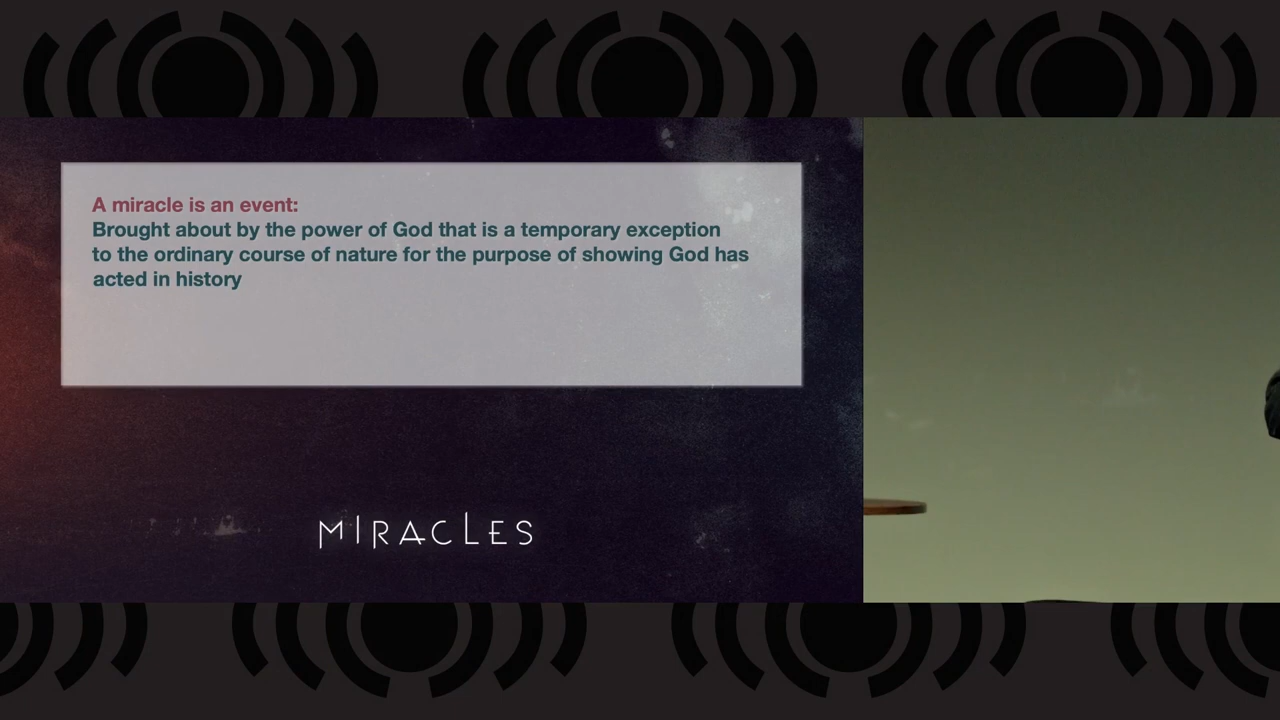 A miracle is an event:
Brought about by the power of God that is a temporary exception
to the ordinary course of nature for the purpose of showing God has
acted in history
MIRACLES